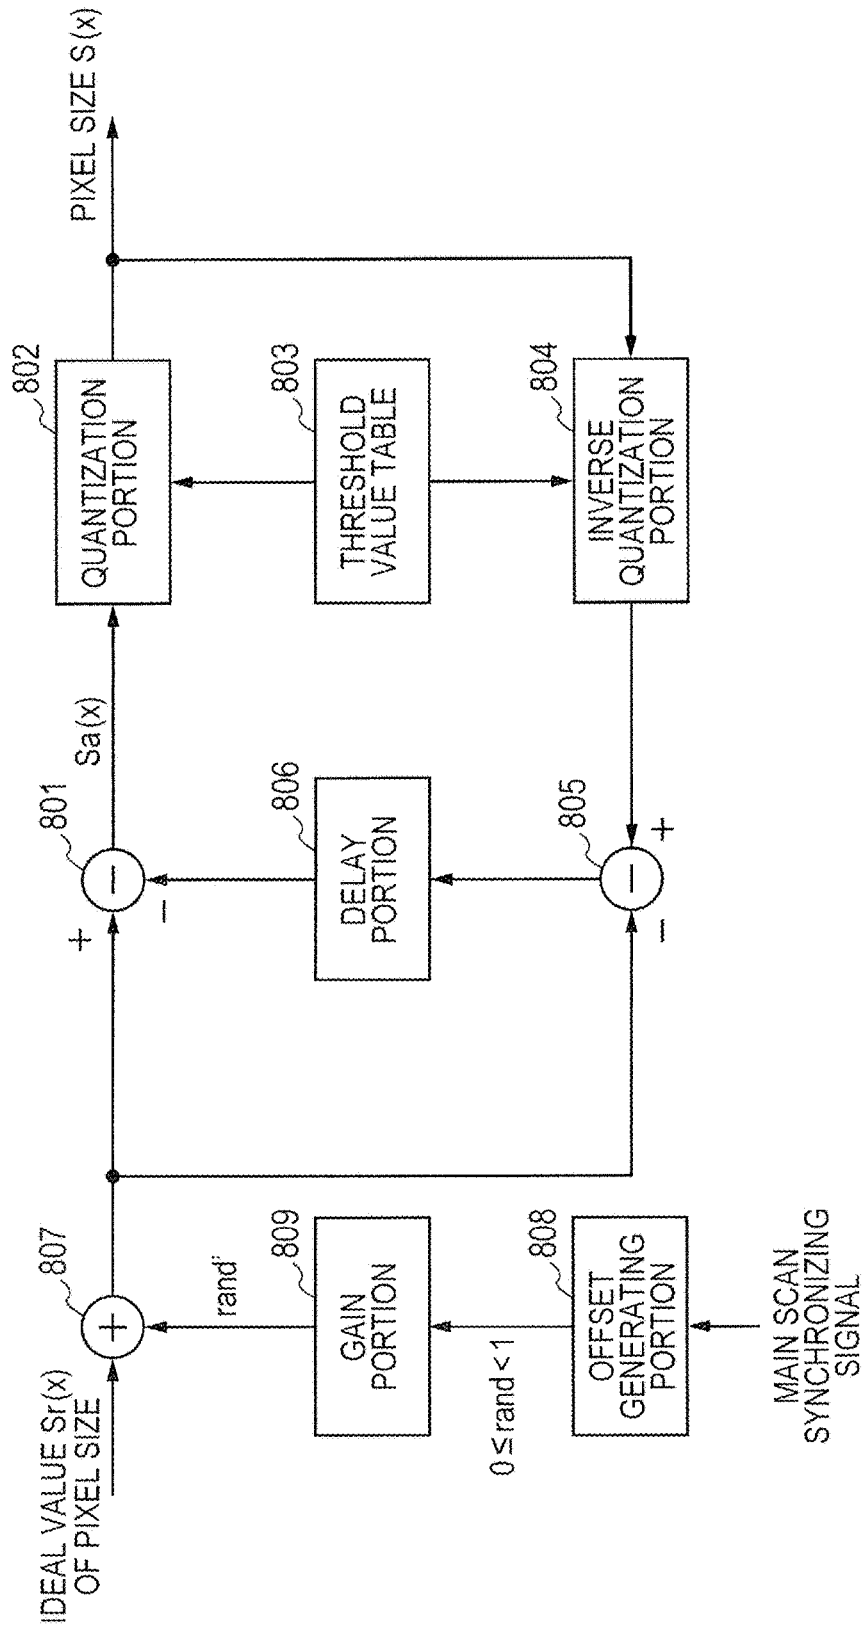 IDEAL VALUE Sr(x)
OF PIXEL SIZE
807
+
801
+
−
−
Sa(x)
802
QUANTIZATION
PORTION
PIXEL SIZE S(x)
rand'
809
GAIN
PORTION
806
DELAY
PORTION
803
THRESHOLD
VALUE TABLE
0≤rand<1
808
OFFSET
GENERATING
PORTION
805
−
−
+
804
INVERSE
QUANTIZATION
PORTION
MAIN SCAN
SYNCHRONIZING
SIGNAL